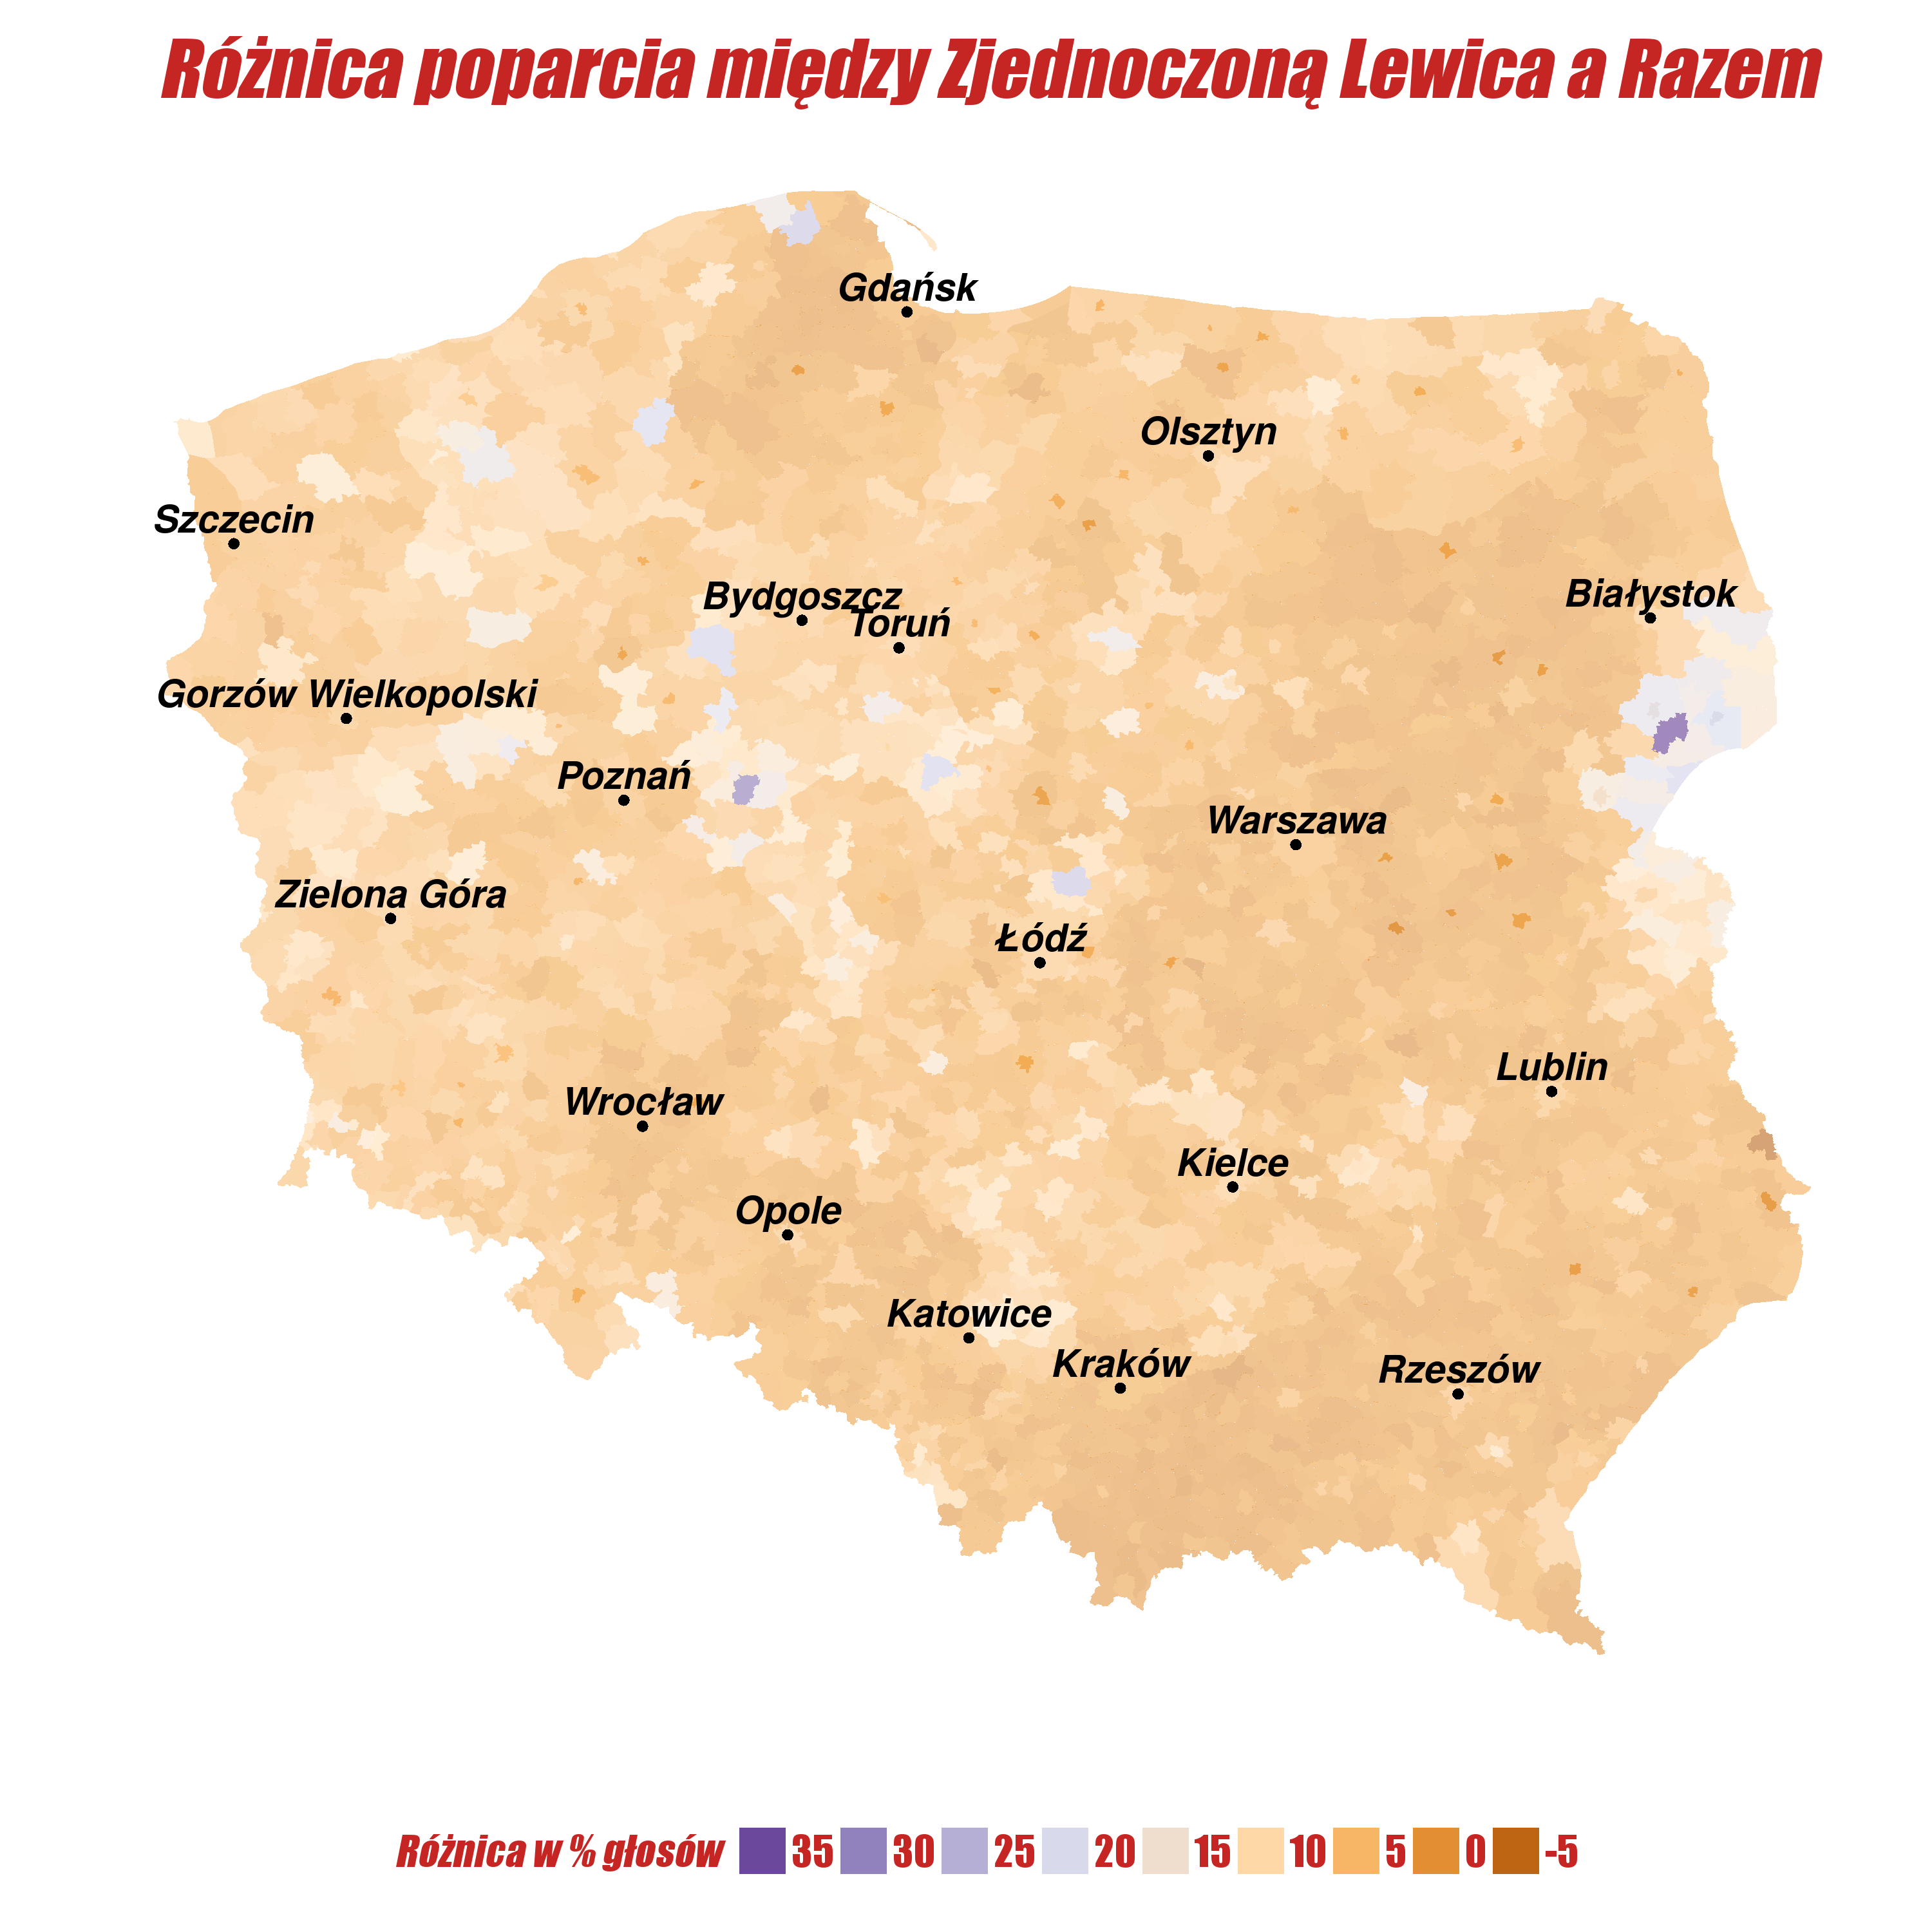 Różnica poparcia między Zjednoczoną Lewica a Razem
Gdańsk
Olsztyn
Szczecin
Bydgoszcz
Białystok
Toruń
Gorzów Wielkopolski
Poznań
Warszawa
Zielona Góra
Łódź
Lublin
Wrocław
Kielce
Opole
Katowice
Kraków
Rzeszów
Różnica w % głosów 35 30 25 20 15 10 5 0 -5